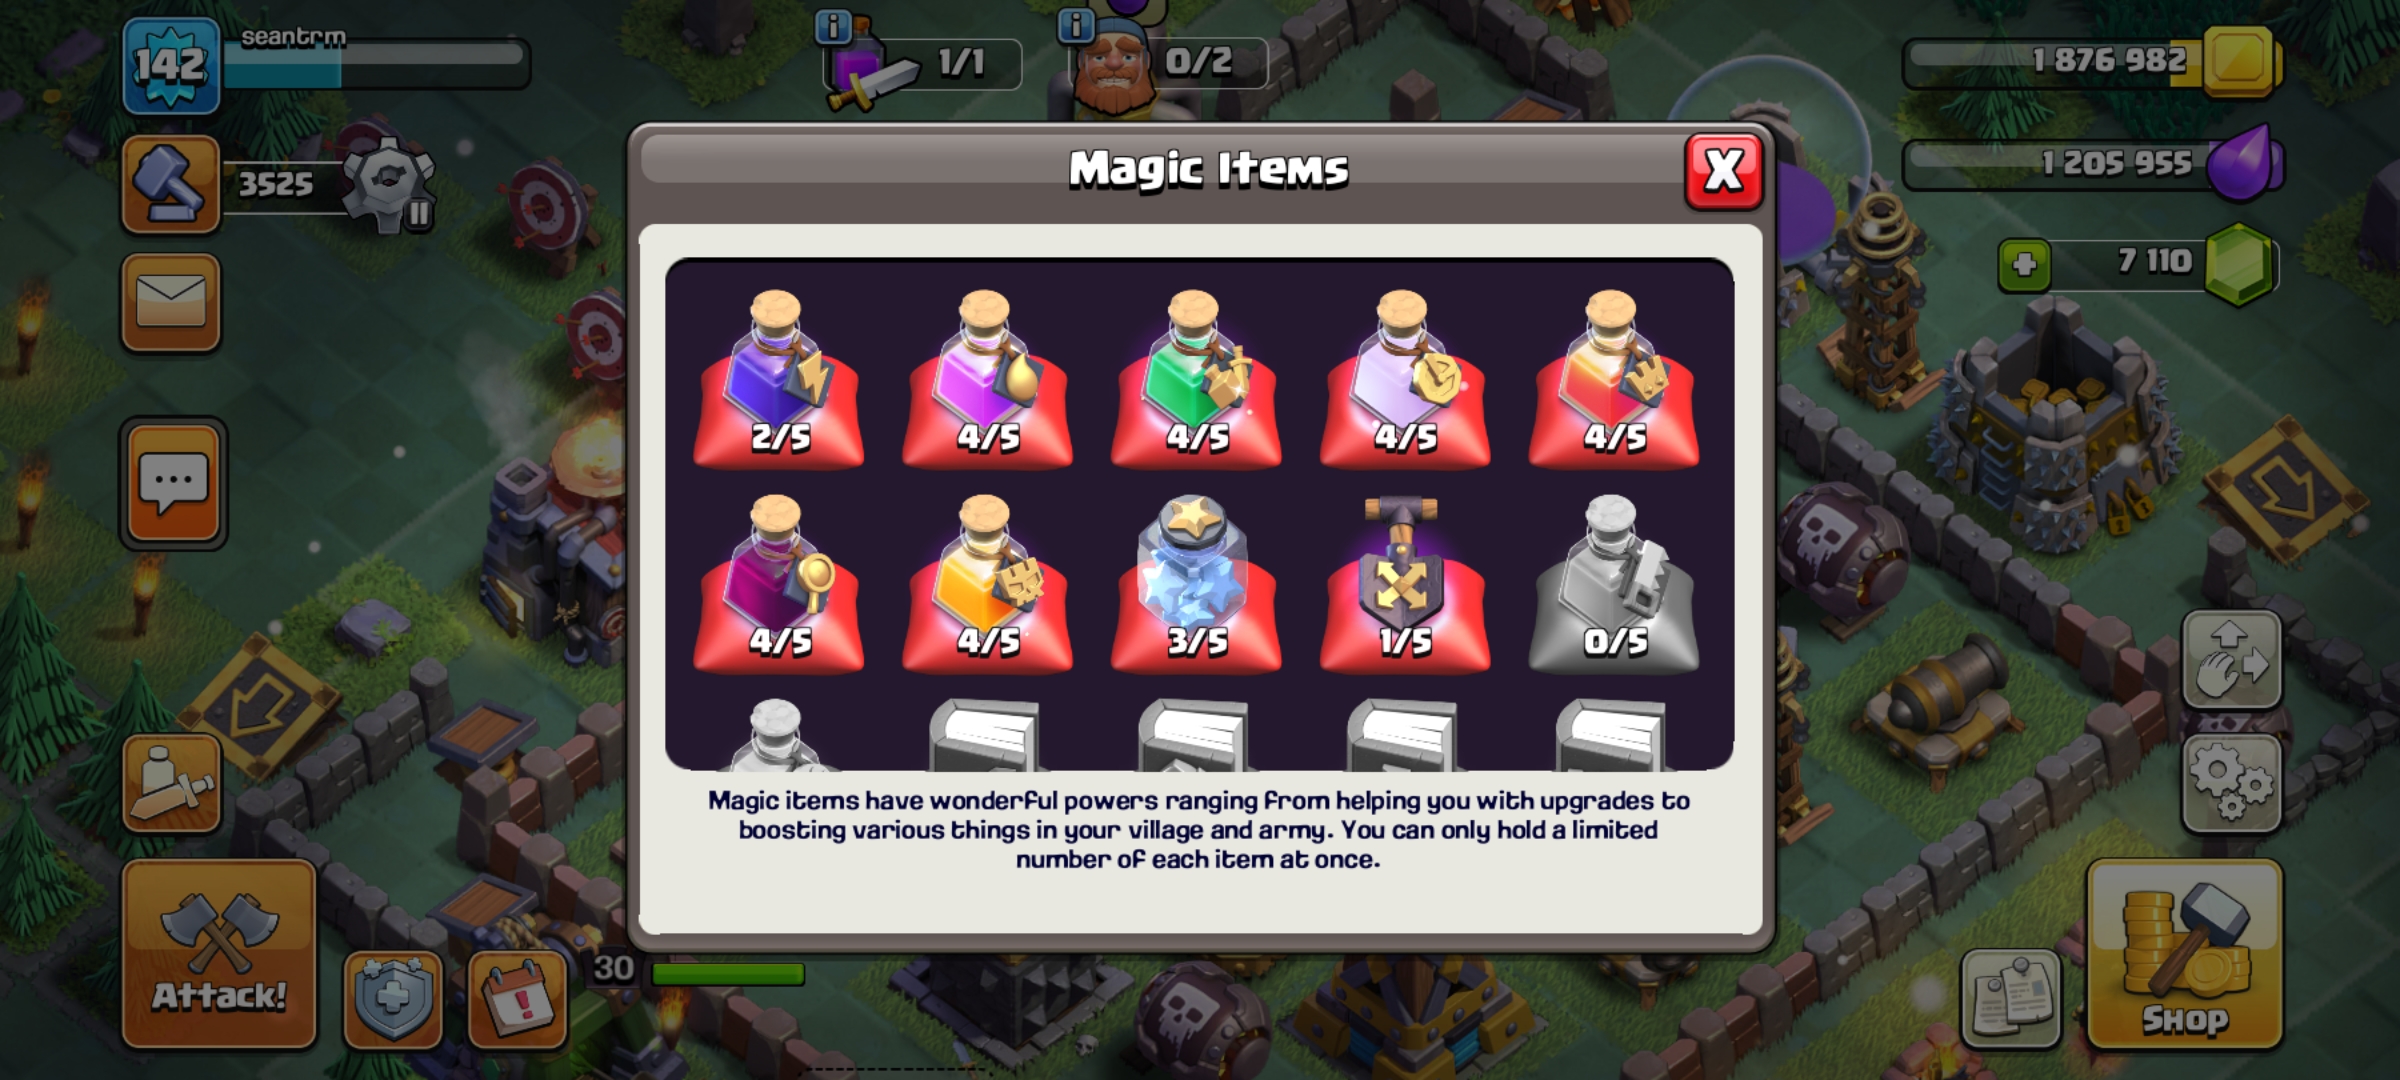 142
seantrm
1/1
0/2
1 876 982
3525
1 205 955
7 110
Magic Items
X
2/5
4/5
4/5
4/5
4/5
4/5
4/5
3/5
1/5
0/5
Magic items have wonderful powers ranging from helping you with upgrades to
boosting various things in your village and army. You can only hold a limited
number of each item at once.
30
Attack!
Shop